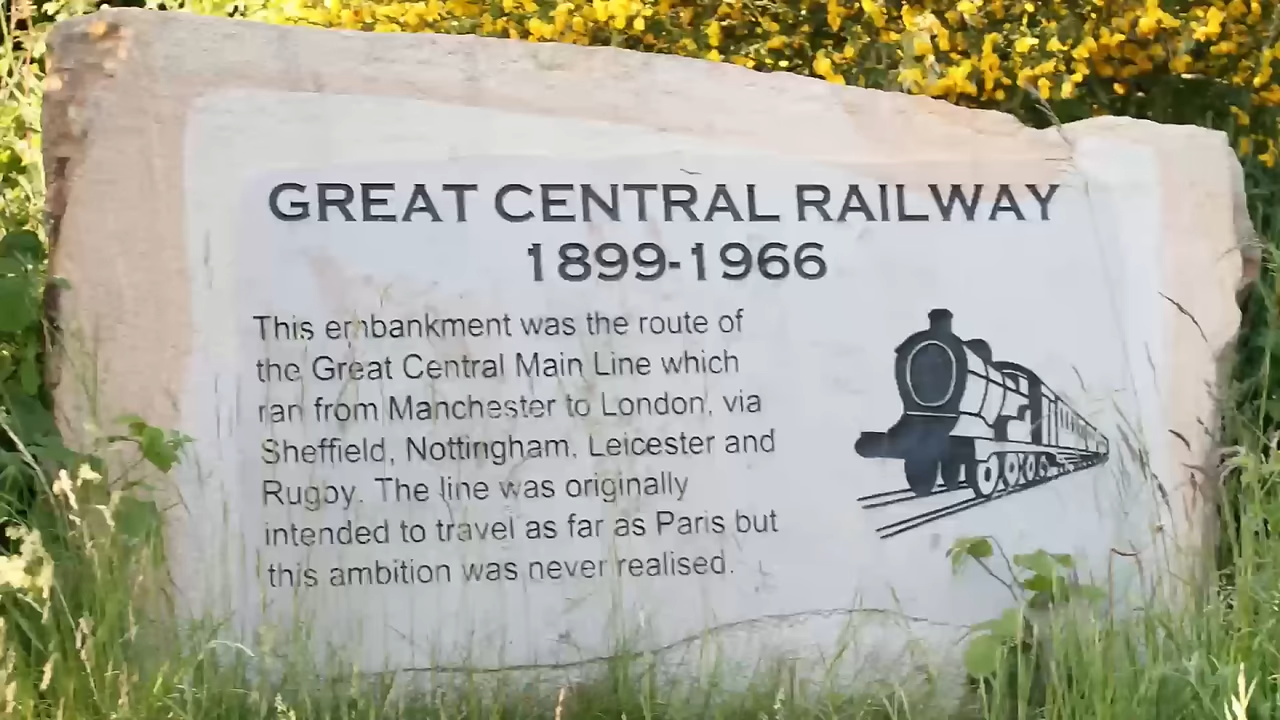 GREAT CENTRAL RAILWAY
1899-1966
This embankment was the route of
the Great Central Main Line which
ran from Manchester to London, via
Sheffield, Nottingham, Leicester and
Rugby. The line was originally
intended to travel as far as Paris but
this ambition was never realised.